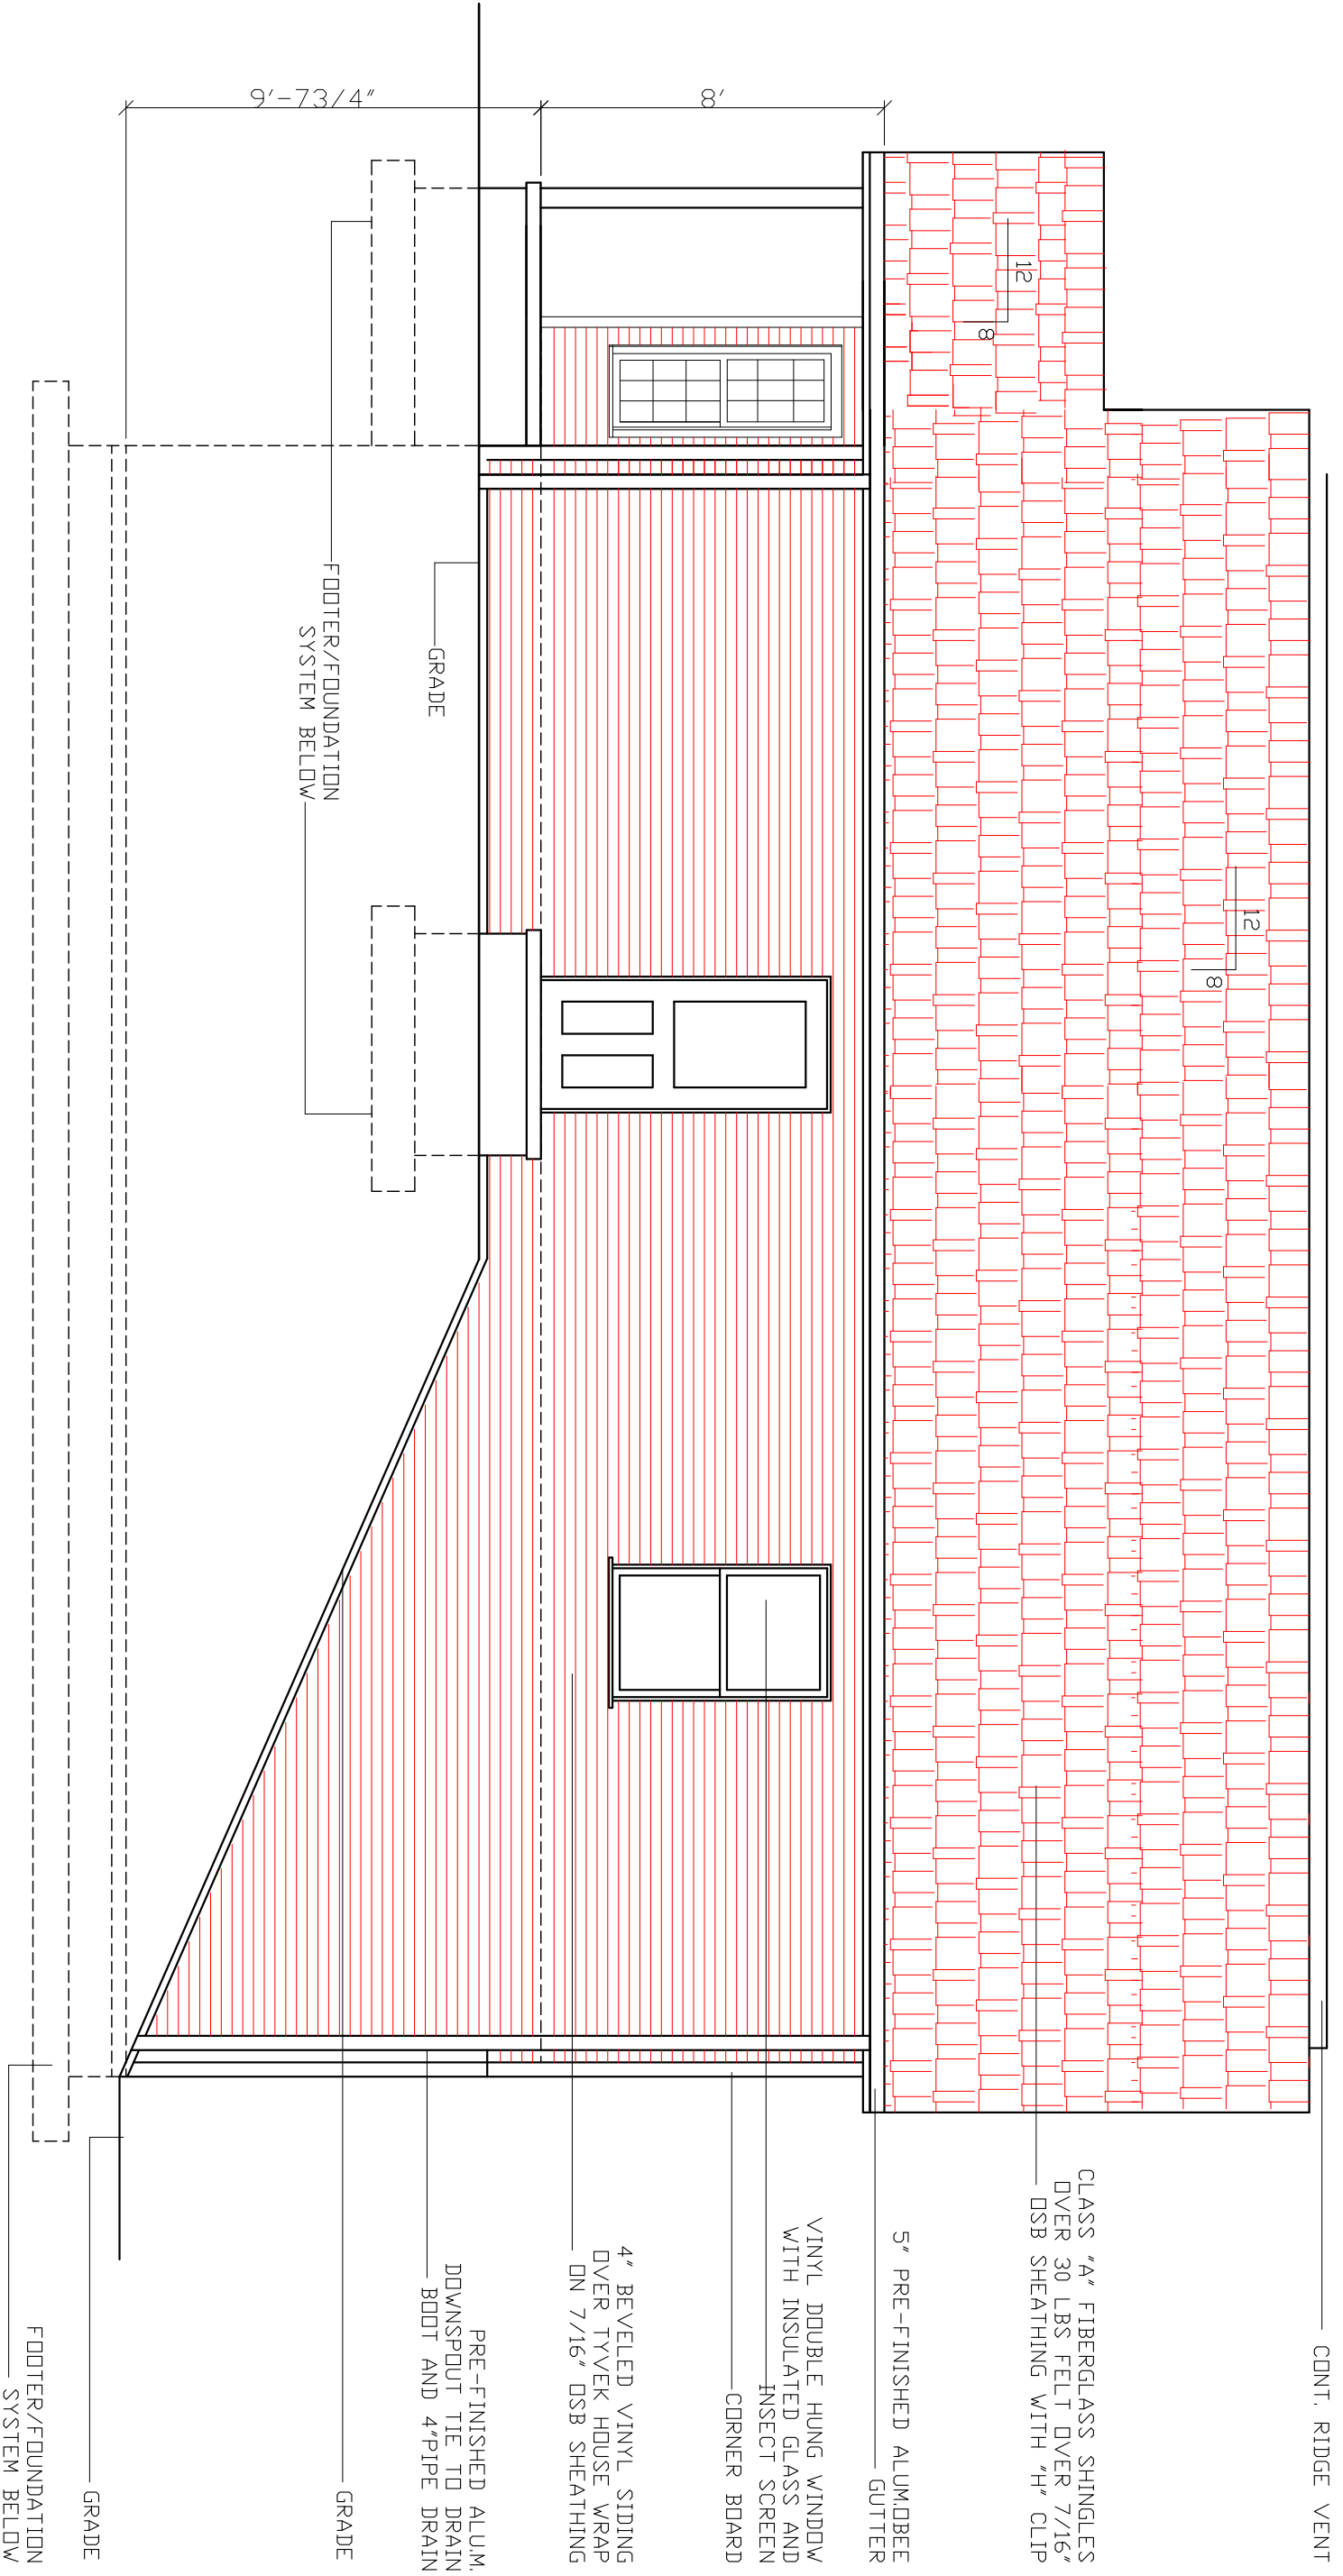 CONT. RIDGE VENT
12
8
12
8
CLASS "A" FIBERGLASS SHINGLES
OVER 30 LBS FELT OVER 7/16"
OSB SHEATHING WITH "H" CLIP
5" PRE-FINISHED ALUM.OBEE
GUTTER
8'
VINYL DOUBLE HUNG WINDOW
WITH INSULATED GLASS AND
INSECT SCREEN
CORNER BOARD
4" BEVELED VINYL SIDING
OVER TYVEK HOUSE WRAP
ON 7/16" OSB SHEATHING
9'-73/4"
PRE-FINISHED ALUM.
DOWNSPOUT TIE TO DRAIN
BOOT AND 4"PIPE DRAIN
GRADE
GRADE
FOOTER/FOUNDATION
SYSTEM BELOW
GRADE
FOOTER/FOUNDATION
SYSTEM BELOW